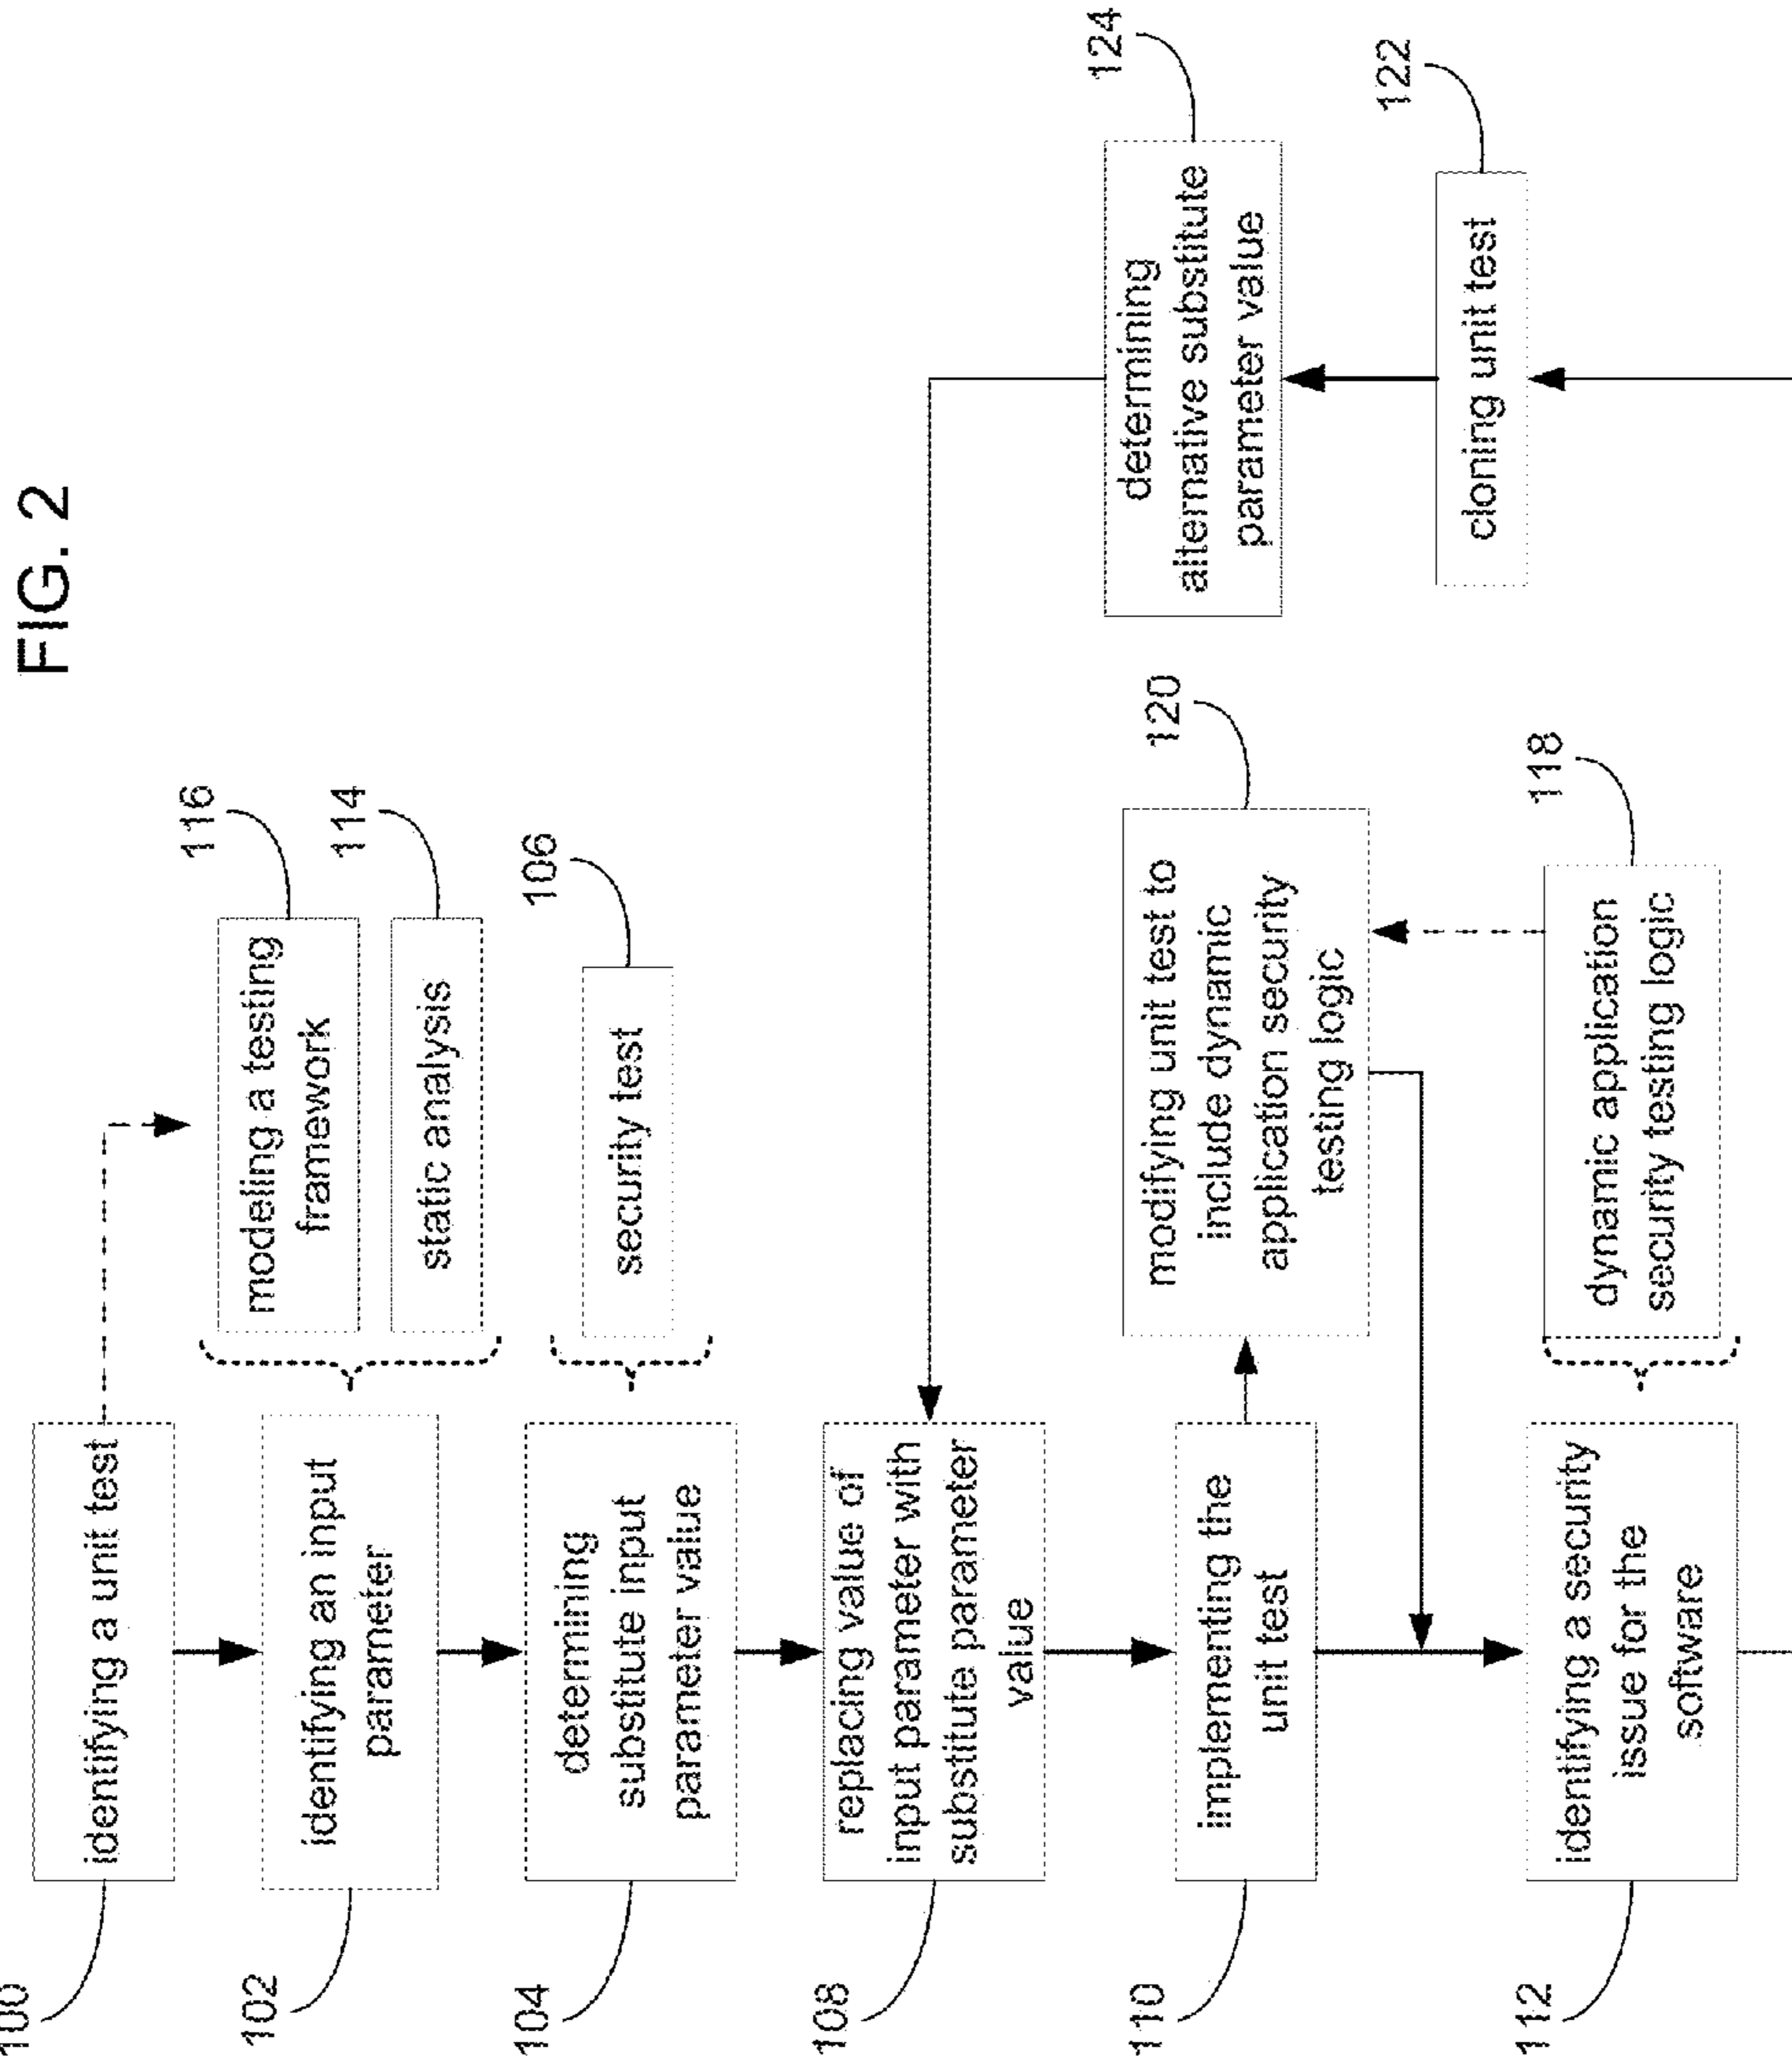 FIG. 2
100
identifying a unit test
116
modeling a testing
framework
114
static analysis
102
identifying an input
parameter
106
security test
104
determining
substitute input
parameter value
108
replacing value of
input parameter with
substitute parameter
value
124
determining
alternative substitute
parameter value
122
cloning unit test
110
implementing the
unit test
120
modifying unit test to
include dynamic
application security
testing logic
118
dynamic application
security testing logic
112
identifying a security
issue for the
software